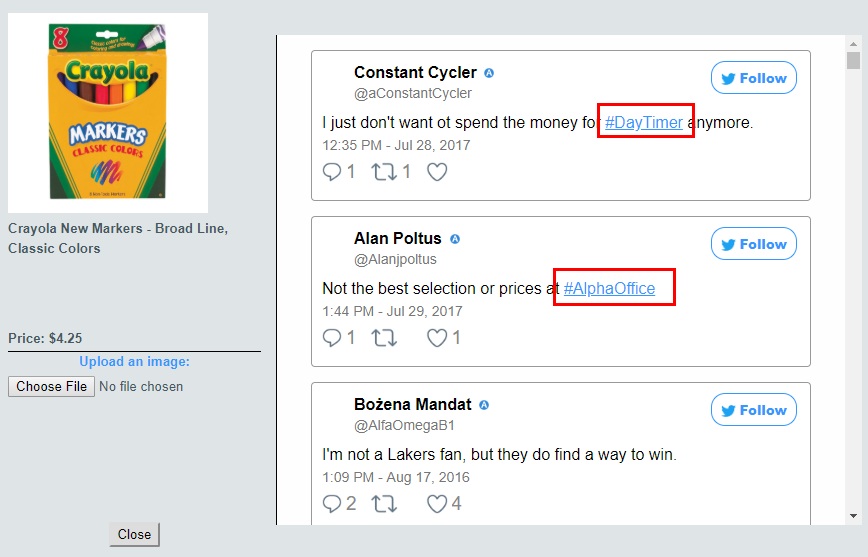 8
Crayola
MARKERS
CLASSIC COLORS
Crayola New Markers - Broad Line,
Classic Colors
Price: $4.25
Upload an image:
Choose File No file chosen
Close
Constant Cycler
Follow
@aConstantCycler
I just don't want ot spend the money for #DayTimer anymore.
12:35 PM - Jul 28, 2017
1 1
Alan Poltus
Follow
@Alanjpoltus
Not the best selection or prices at #AlphaOffice
1:44 PM - Jul 29, 2017
1 1
Bożena Mandat
Follow
@AlfaOmegaB1
I'm not a Lakers fan, but they do find a way to win.
1:09 PM - Aug 17, 2016
2 4